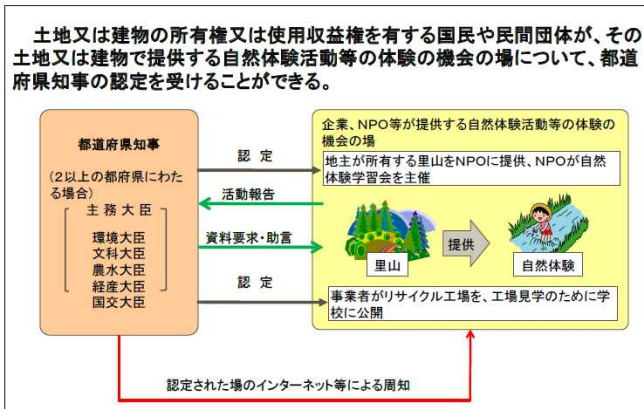 土地又は建物の所有権又は使用収益権を有する国民や民間団体が、その
土地又は建物で提供する自然体験活動等の体験の機会の場について、都道
府県知事の認定を受けることができる。
都道府県知事
(2以上の都府県にわた
る場合)
主務大臣
環境大臣
文科大臣
農水大臣
経産大臣
国交大臣
認定
活動報告
資料要求・助言
認定
企業、NPO等が提供する自然体験活動等の体験の
機会の場
地主が所有する里山をNPOに提供、NPOが自然
体験学習会を主催
里山
提供
自然体験
事業者がリサイクル工場を、工場見学のために学
校に公開
認定された場のインターネット等による周知